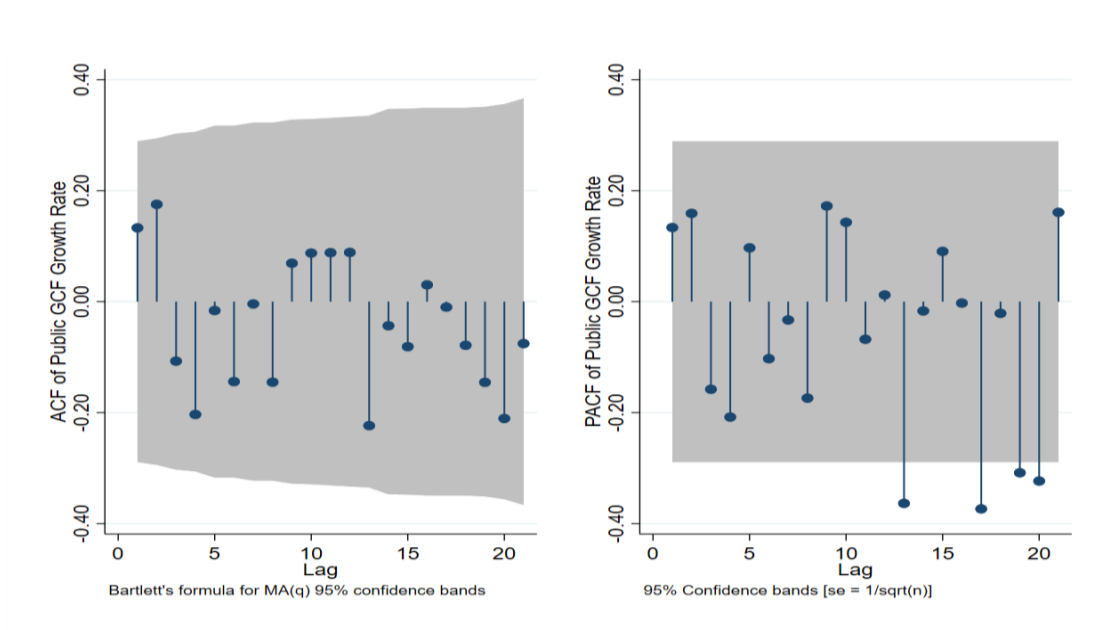 ACF of Public GCF Growth Rate
0.40
0.20
0.00
-0.20
-0.40
0 5 10 15 20
Lag
Bartlett's formula for MA(q) 95% confidence bands
PACF of Public GCF Growth Rate
0.40
0.20
0.00
-0.20
-0.40
0 5 10 15 20
Lag
95% Confidence bands [se = 1/sqrt(n)]